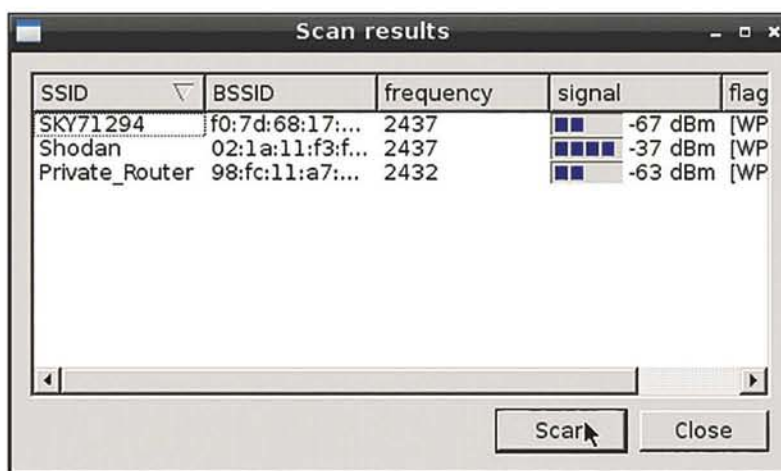 Scan results
SSID BSSID frequency signal flag
SKY71294 f0:7d:68:17:... 2437 -67 dBm [WP
Shodan 02:1a:11:f3:f... 2437 -37 dBm [WP
Private_Router 98:fc:11:a7:... 2432 -63 dBm [WP
Scan Close